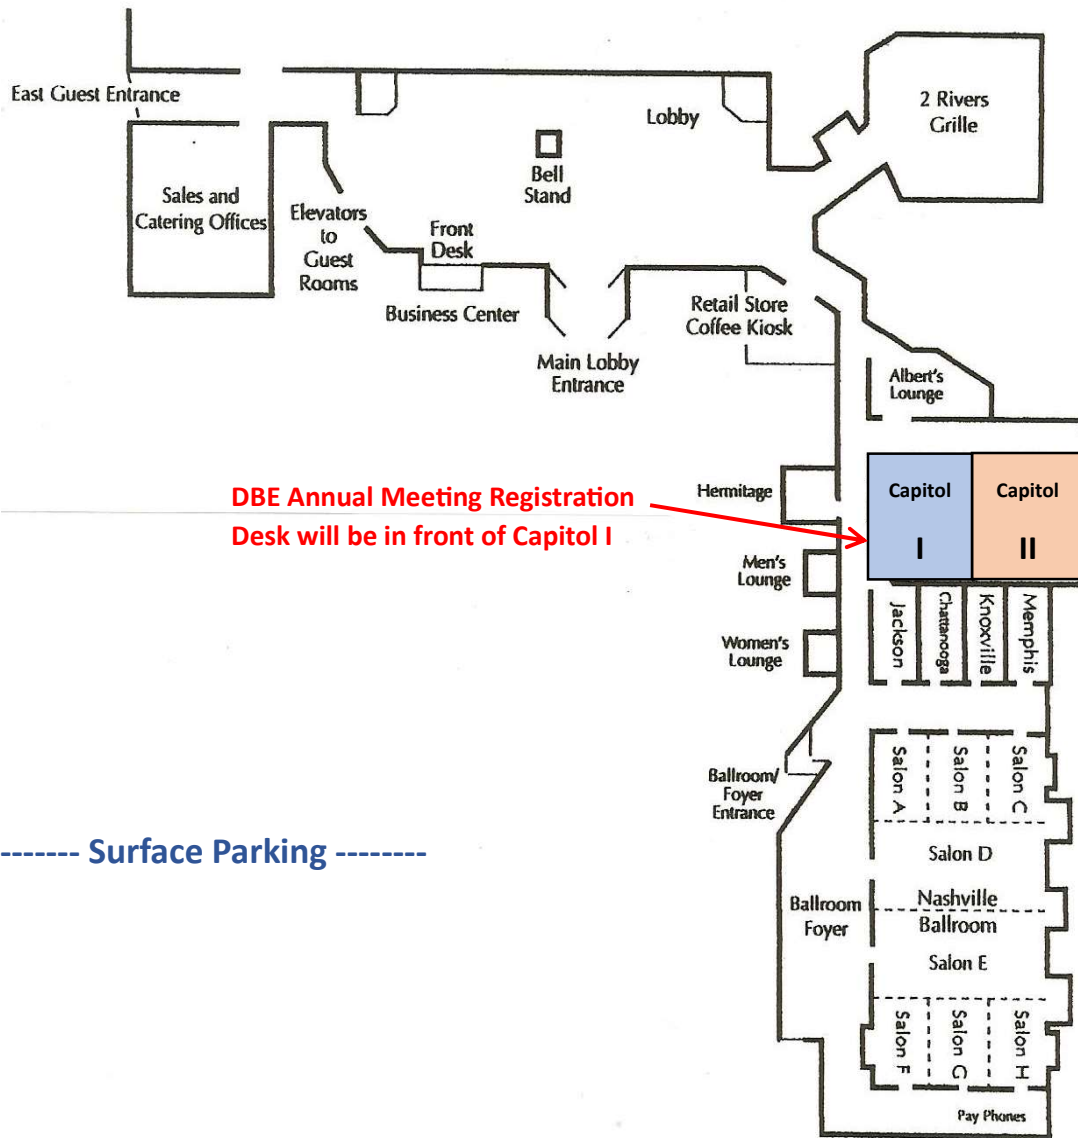 East Guest Entrance
Lobby
2 Rivers
Grille
Bell
Stand
Sales and
Catering Offices
Elevators
to
Guest
Rooms
Front
Desk
Business Center
Retail Store
Coffee Kiosk
Main Lobby
Entrance
Albert's
Lounge
Hermitage
DBE Annual Meeting Registration
Desk will be in front of Capitol I
Capitol
I
Capitol
II
Men's
Lounge
Women's
Lounge
Jackson
Chattanooga
Knoxville
Memphis
Ballroom/
Foyer
Entrance
Salon A
Salon B
Salon C
------- Surface Parking --------
Salon D
Nashville
Ballroom
Ballroom
Foyer
Salon E
Salon F
Salon G
Salon H
Pay Phones